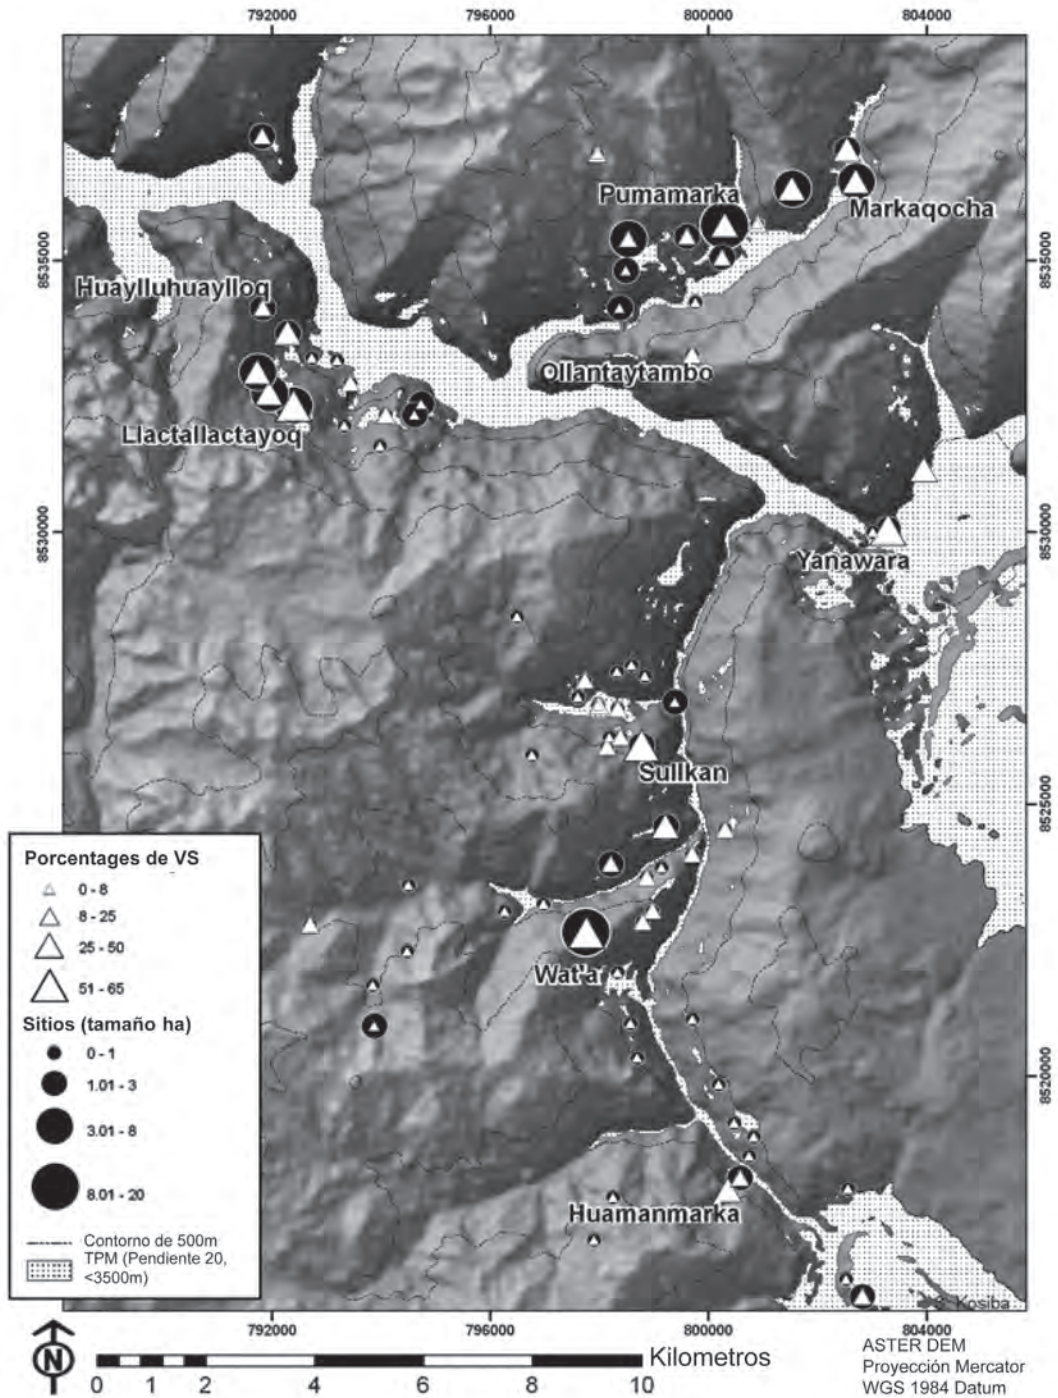 792000 796000 800000 804000
Pumamarka
Markaqocha
8535000 8535000
Huaylluhuaylloq
Ollantaytambo
Llactallactayoq
8530000 8530000
Yanawara
Sullkan
8525000
Porcentages de VS
0 - 8
8 - 25
25 - 50
51 - 65
Wat'a
Sitios (tamaño ha)
0 - 1
1.01 - 3
8520000
3.01 - 8
8.01 - 20
Huamanmarka
Contorno de 500m
TPM (Pendiente 20,
<3500m)
Kosiba
792000 796000 800000 804000
N
Kilometros
0 1 2 4 6 8 10
ASTER DEM
Proyección Mercator
WGS 1984 Datum